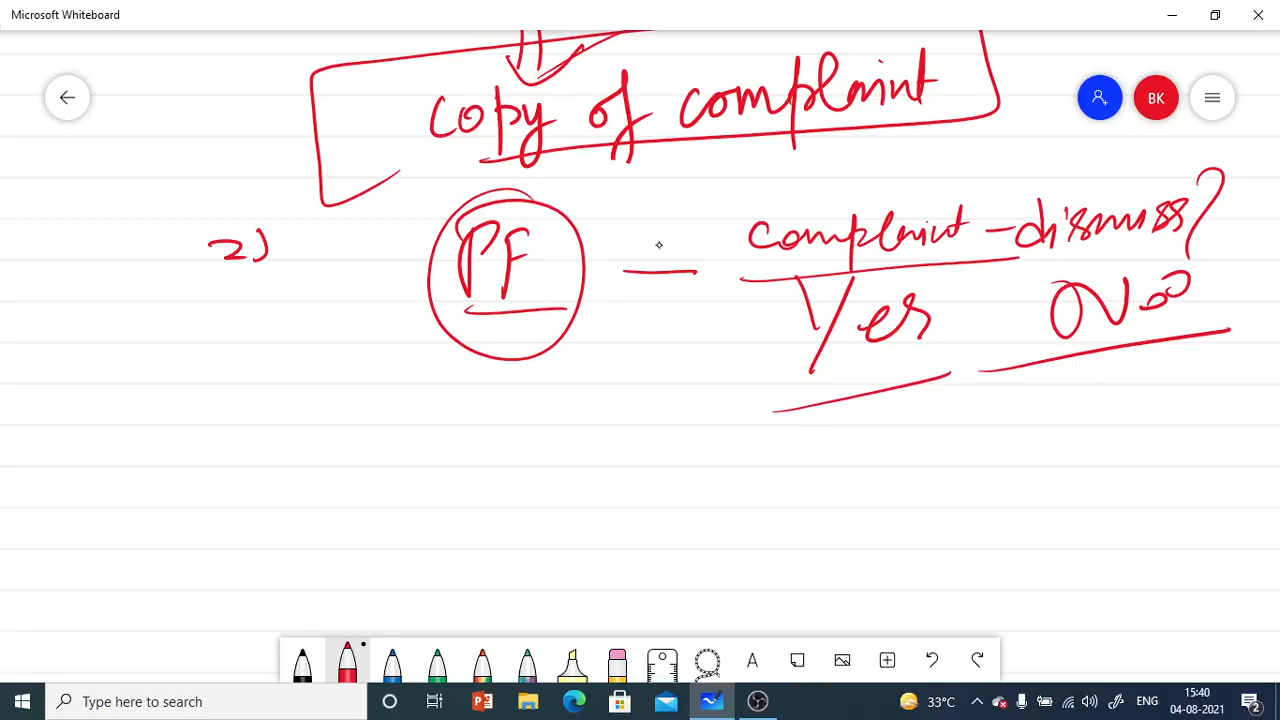 Microsoft Whiteboard
copy of complaint
BK
2) PF — complaint - dismiss?
Yes
A
Type here to search
33°C
ENG
15:40
04-08-2021
2